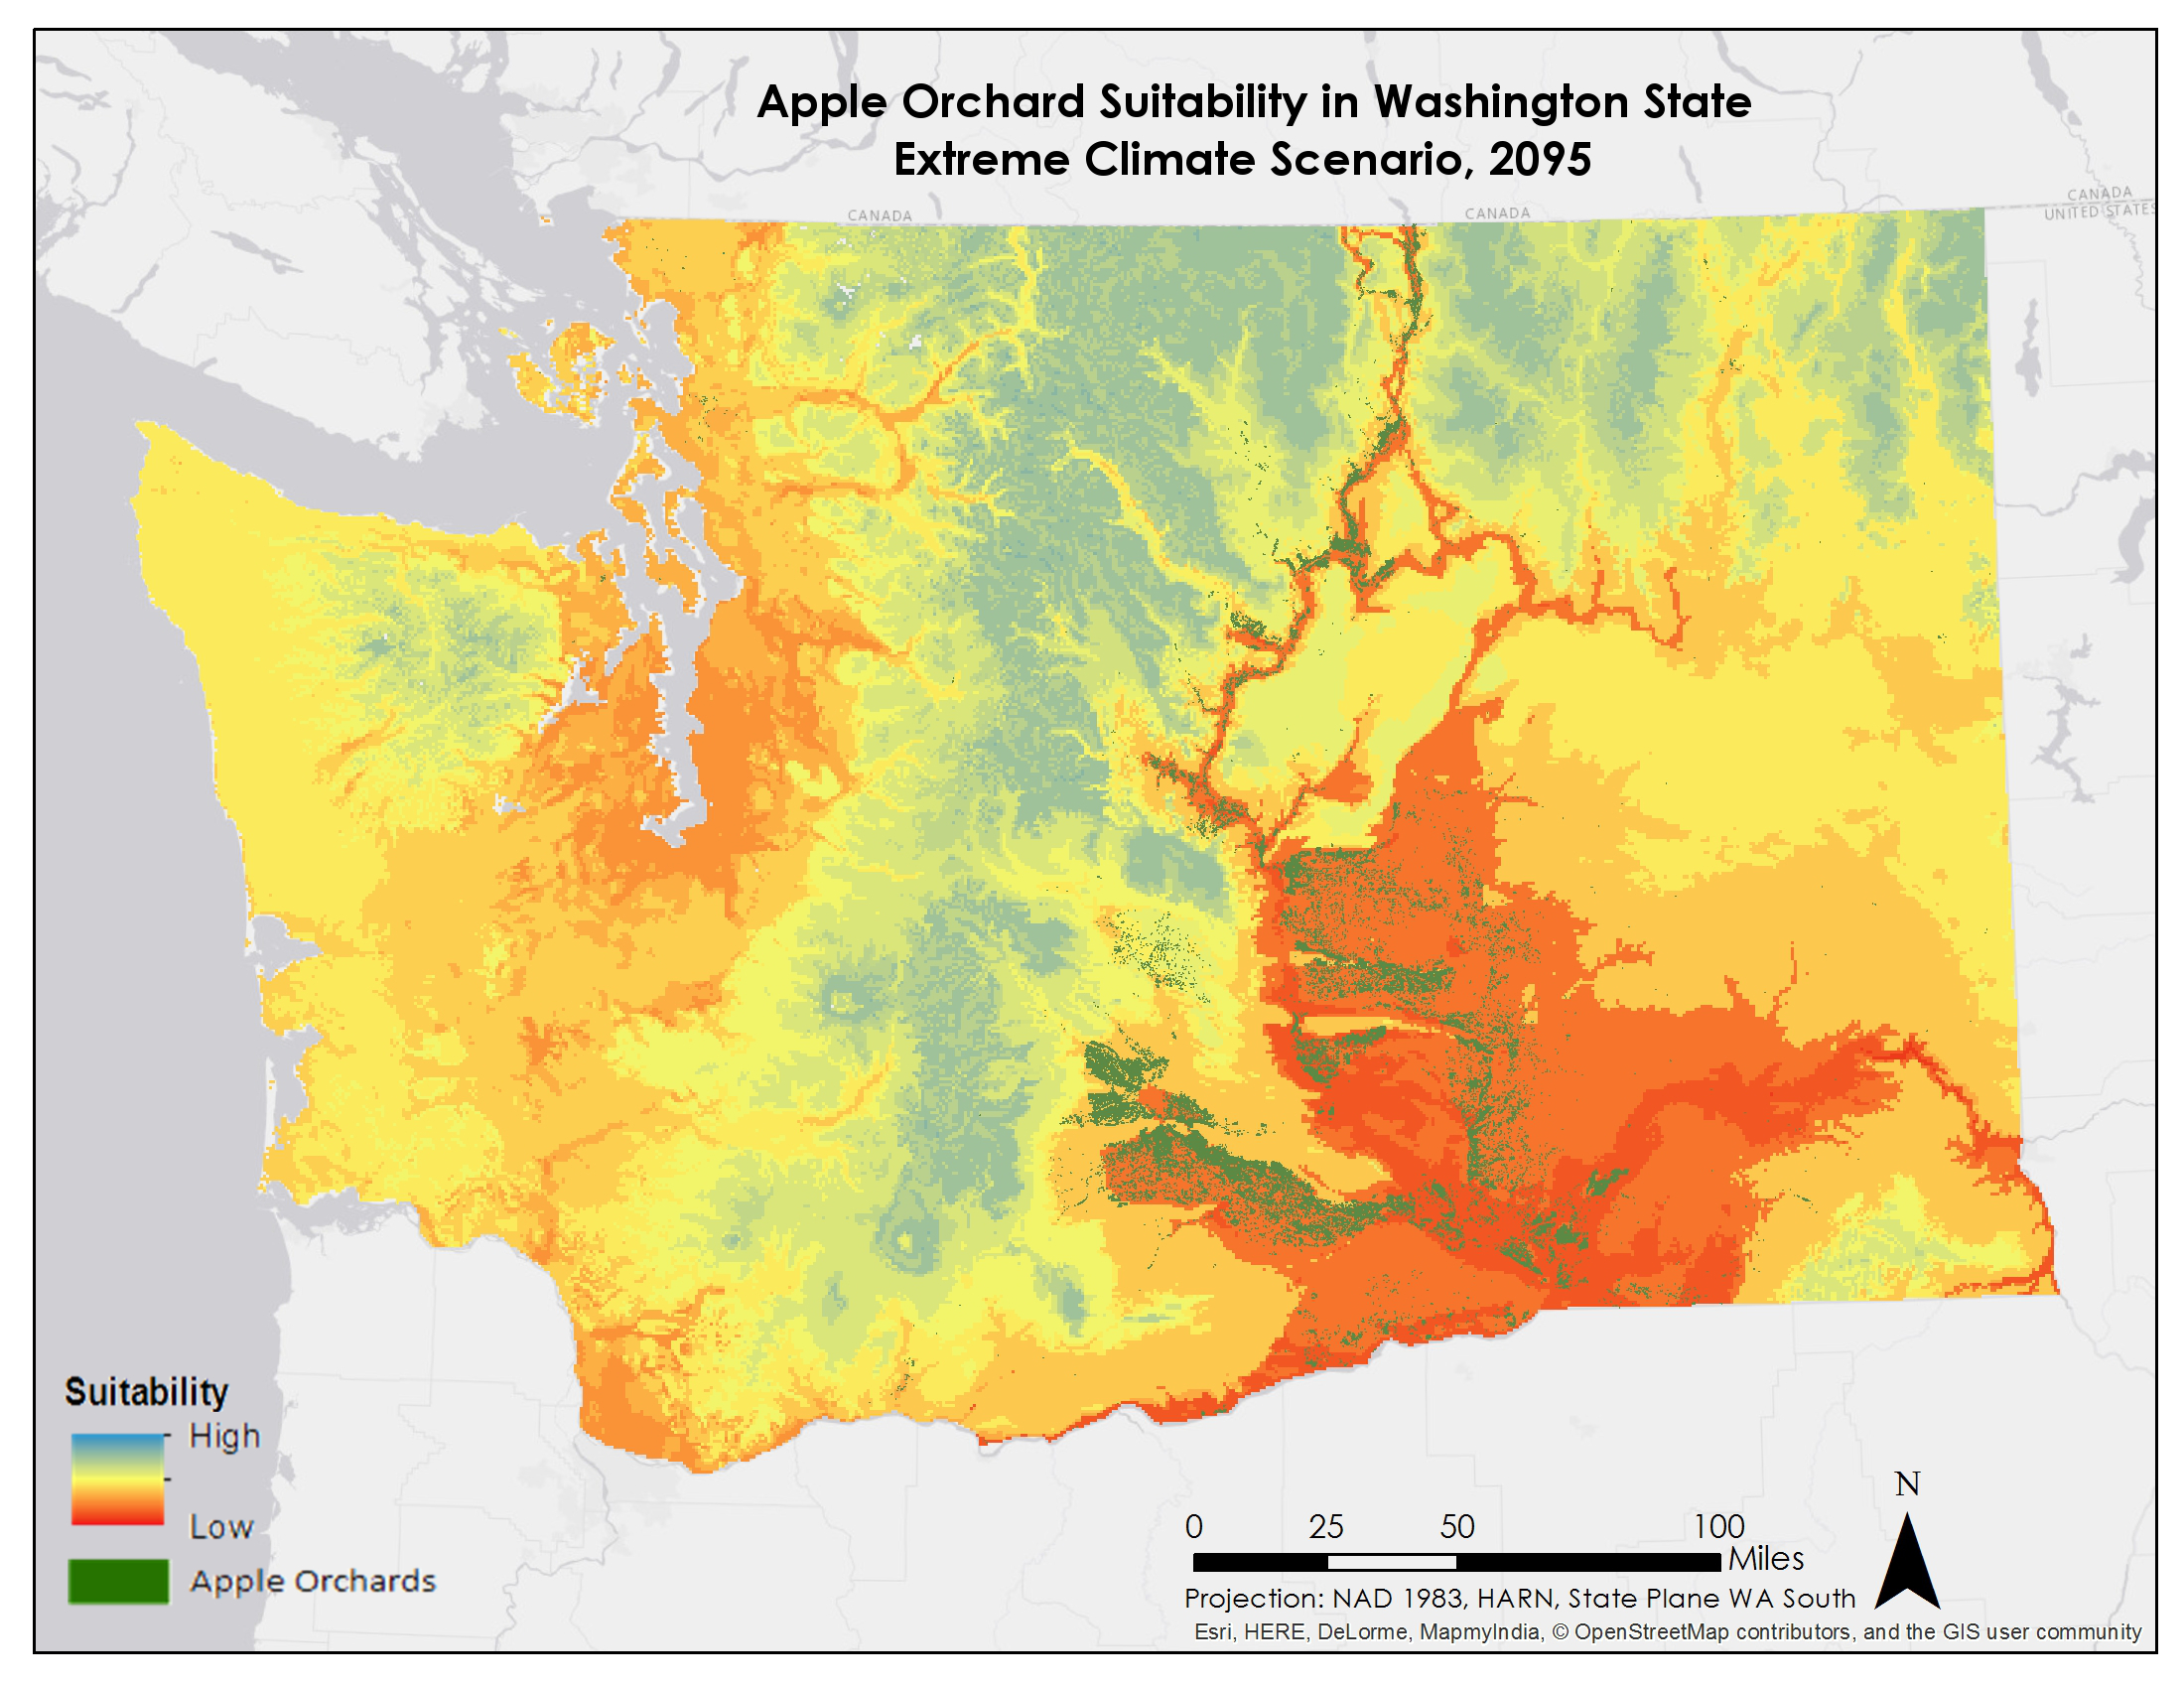 Apple Orchard Suitability in Washington State
Extreme Climate Scenario, 2095
CANADA
CANADA
CANADA
UNITED STATES
Suitability
High
Low
Apple Orchards
0 25 50 100
Miles
N
Projection: NAD 1983, HARN, State Plane WA South
Esri, HERE, DeLorme, MapmyIndia, © OpenStreetMap contributors, and the GIS user community